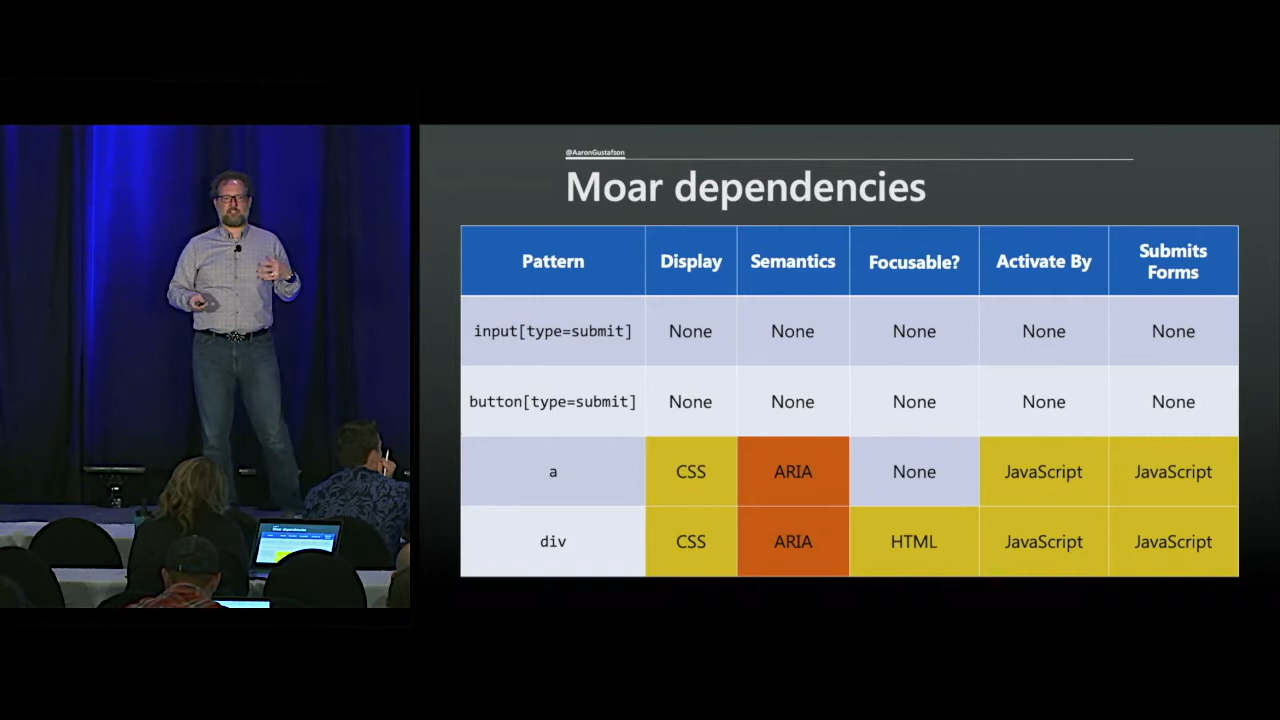 @AaronGustafson
Moar dependencies
Pattern Display Semantics Focusable? Activate By Submits Forms
input[type=submit] None None None None None
button[type=submit] None None None None None
a CSS ARIA None JavaScript JavaScript
div CSS ARIA HTML JavaScript JavaScript
Moar dependencies